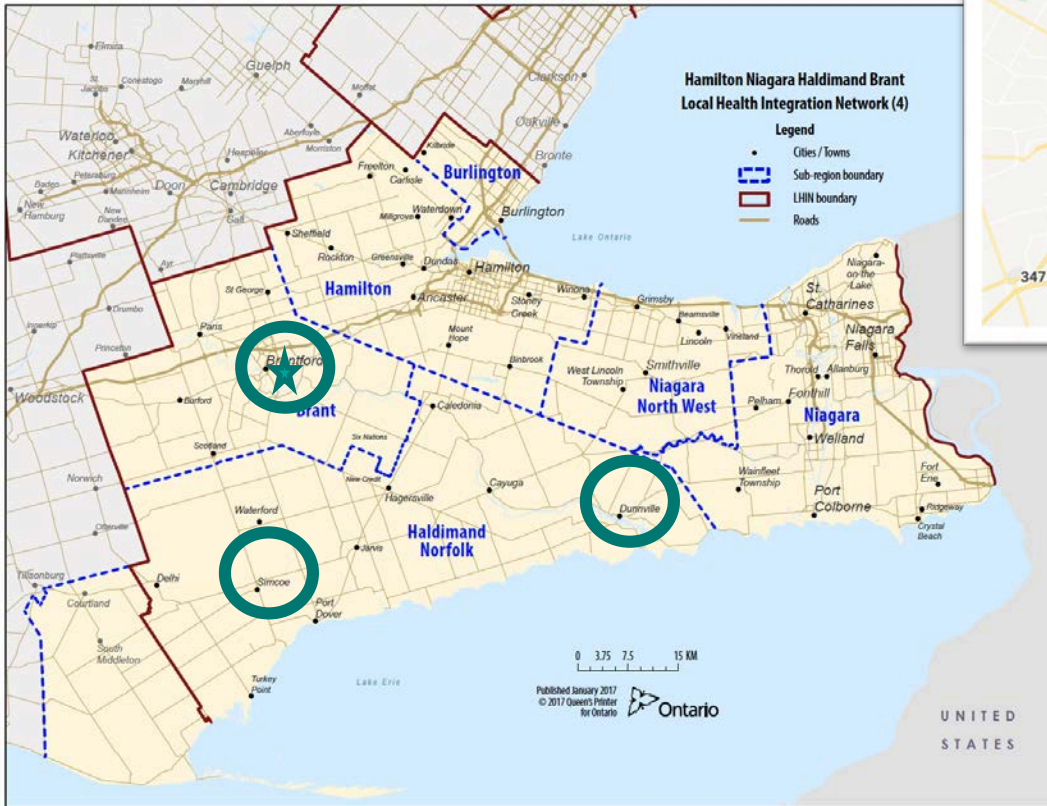 Hamilton Niagara Haldimand Brant
Local Health Integration Network (4)
Legend
Cities / Towns
Sub-region boundary
LHIN boundary
Roads
347
Elmira
St. Jacobs
Conestogo
Maryhill
Guelph
Moffat
Clarkson
Oakville
Bronte
Waterloo
Kitchener
Aberfoyle
Morriston
Hespeler
Petersburg
Baden
Mannheim
Doon
Cambridge
Galt
New
Hamburg
New
Dundee
Kilbride
Freelton
Carlisle
Burlington
Millgrove
Waterdown
Burlington
Lake Ontario
Sheffield
Rockton
Greensville
Dundas
Hamilton
Plattsville
Ayr
St George
Hamilton
Ancaster
Stoney
Creek
Winona
Grimsby
Beamsville
Lincoln
Vineland
St.
Catharines
Niagara-
on-the
Lake
Niagara
Falls
Drumbo
Innerkip
Princeton
Paris
Mount
Hope
Binbrook
Smithville
West Lincoln
Township
Niagara
North West
Thorold
Allanburg
Fonthill
Pelham
Niagara
Welland
Woodstock
Brantford
Burford
Brant
Caledonia
Scotland
Six Nations
New Credit
Hagersville
Cayuga
Dunnville
Wainfleet
Township
Port
Colborne
Fort
Erie
Ridgeway
Crystal
Beach
Norwich
Otterville
Waterford
Haldimand
Norfolk
Jarvis
Simcoe
Delhi
Tillsonburg
Courtland
South
Middleton
Port
Dover
Turkey
Point
Lake Erie
0 3.75 7.5 15 KM
Published January 2017
© 2017 Queen's Printer
for Ontario
Ontario
UNITED
STATES